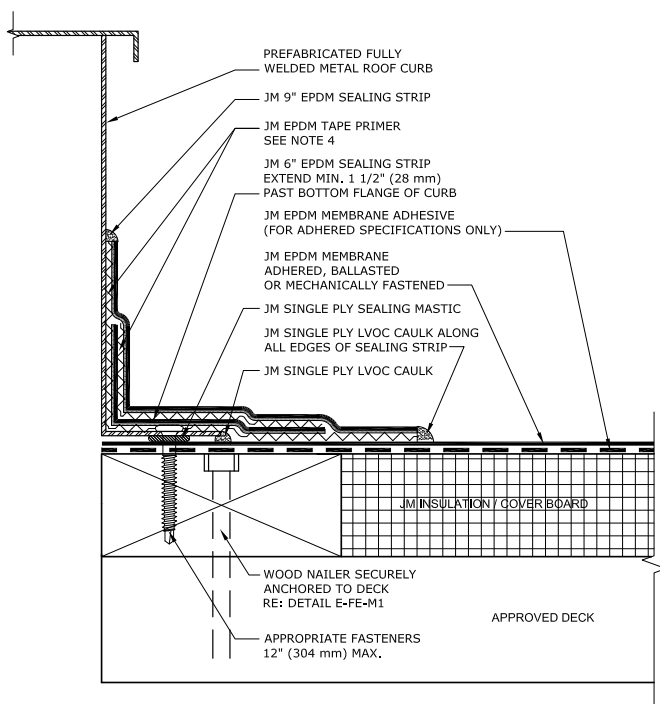 PREFABRICATED FULLY
WELDED METAL ROOF CURB
JM 9" EPDM SEALING STRIP
JM EPDM TAPE PRIMER
SEE NOTE 4
JM 6" EPDM SEALING STRIP
EXTEND MIN. 1 1/2" (28 mm)
PAST BOTTOM FLANGE OF CURB
JM EPDM MEMBRANE ADHESIVE
(FOR ADHERED SPECIFICATIONS ONLY)
JM EPDM MEMBRANE
ADHERED, BALLASTED
OR MECHANICALLY FASTENED
JM SINGLE PLY SEALING MASTIC
JM SINGLE PLY LVOC CAULK ALONG
ALL EDGES OF SEALING STRIP
JM SINGLE PLY LVOC CAULK
JM INSULATION / COVER BOARD
WOOD NAILER SECURELY
ANCHORED TO DECK
RE: DETAIL E-FE-M1
APPROVED DECK
APPROPRIATE FASTENERS
12" (304 mm) MAX.